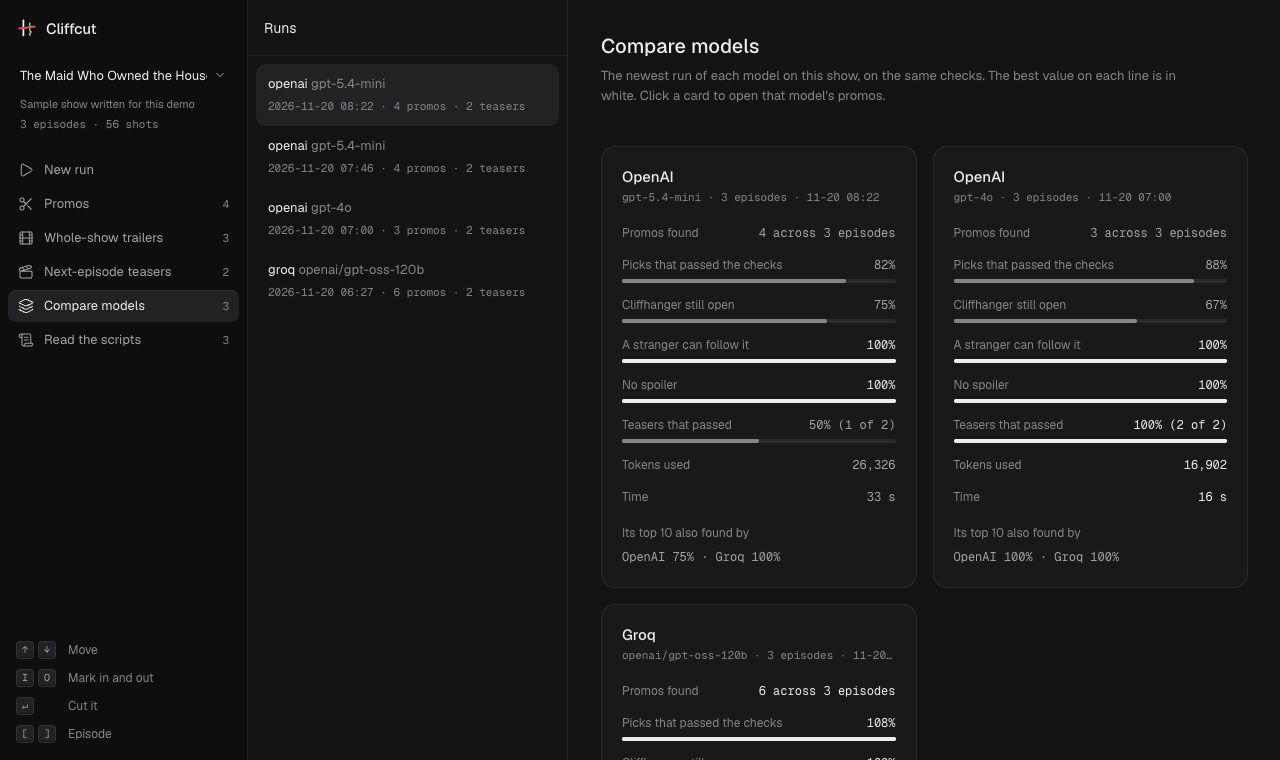 Cliffcut
The Maid Who Owned the Hous
Sample show written for this demo
3 episodes · 56 shots
New run
Promos 4
Whole-show trailers 3
Next-episode teasers 2
Compare models 3
Read the scripts 3
↑ ↓ Move
I O Mark in and out
↵ Cut it
[ ] Episode
Runs
openai gpt-5.4-mini
2026-11-20 08:22 · 4 promos · 2 teasers
openai gpt-5.4-mini
2026-11-20 07:46 · 4 promos · 2 teasers
openai gpt-4o
2026-11-20 07:00 · 3 promos · 2 teasers
groq openai/gpt-oss-120b
2026-11-20 06:27 · 6 promos · 2 teasers
Compare models
The newest run of each model on this show, on the same checks. The best value on each line is in
white. Click a card to open that model's promos.
OpenAI
gpt-5.4-mini · 3 episodes · 11-20 08:22
Promos found 4 across 3 episodes
Picks that passed the checks 82%
Cliffhanger still open 75%
A stranger can follow it 100%
No spoiler 100%
Teasers that passed 50% (1 of 2)
Tokens used 26,326
Time 33 s
Its top 10 also found by
OpenAI 75% · Groq 100%
OpenAI
gpt-4o · 3 episodes · 11-20 07:00
Promos found 3 across 3 episodes
Picks that passed the checks 88%
Cliffhanger still open 67%
A stranger can follow it 100%
No spoiler 100%
Teasers that passed 100% (2 of 2)
Tokens used 16,902
Time 16 s
Its top 10 also found by
OpenAI 100% · Groq 100%
Groq
openai/gpt-oss-120b · 3 episodes · 11-20…
Promos found 6 across 3 episodes
Picks that passed the checks 108%